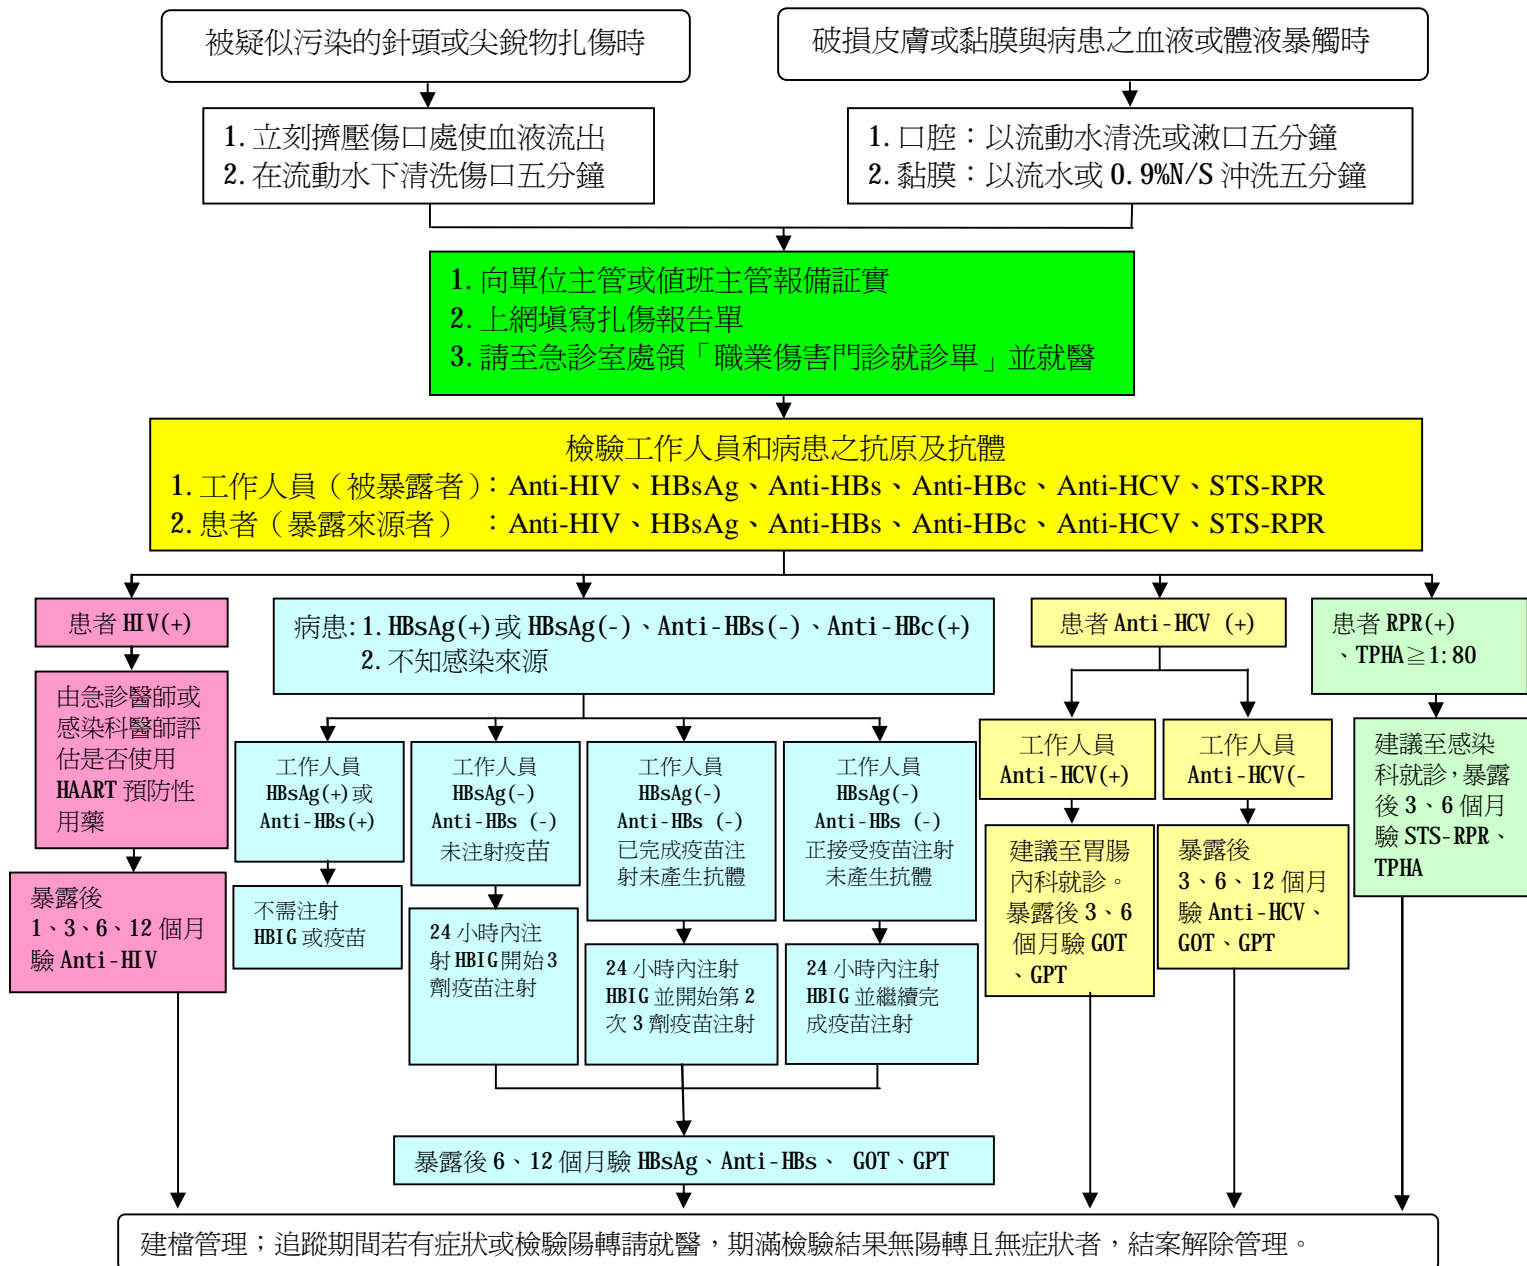 被疑似污染的針頭或尖銳物扎傷時
破損皮膚或黏膜與病患之血液或體液暴觸時
1. 立刻擠壓傷口處使血液流出
2. 在流動水下清洗傷口五分鐘
1. 口腔：以流動水清洗或漱口五分鐘
2. 黏膜：以流水或 0.9%N/S 沖洗五分鐘
1. 向單位主管或值班主管報備証實
2. 上網填寫扎傷報告單
3. 請至急診室處領「職業傷害門診就診單」並就醫
檢驗工作人員和病患之抗原及抗體
1. 工作人員（被暴露者）：Anti-HIV、HBsAg、Anti-HBs、Anti-HBc、Anti-HCV、STS-RPR
2. 患者（暴露來源者）：Anti-HIV、HBsAg、Anti-HBs、Anti-HBc、Anti-HCV、STS-RPR
患者 HIV(+)
病患: 1. HBsAg(+)或 HBsAg(-)、Anti-HBs(-)、Anti-HBc(+)
2. 不知感染來源
患者 Anti-HCV (+)
患者 RPR(+)
、TPHA≧1:80
由急診醫師或
感染科醫師評
估是否使用
HAART 預防性
用藥
工作人員
HBsAg(+)或
Anti-HBs(+)
工作人員
HBsAg(-)
Anti-HBs (-)
未注射疫苗
工作人員
HBsAg(-)
Anti-HBs (-)
已完成疫苗注
射未產生抗體
工作人員
HBsAg(-)
Anti-HBs (-)
正接受疫苗注射
未產生抗體
工作人員
Anti-HCV(+)
工作人員
Anti-HCV(-
建議至感染
科就診，暴露
後 3、6 個月
驗 STS-RPR、
TPHA
暴露後
1、3、6、12 個月
驗 Anti-HIV
不需注射
HBIG 或疫苗
24 小時內注
射 HBIG 開始 3
劑疫苗注射
24 小時內注射
HBIG 並開始第 2
次 3 劑疫苗注射
24 小時內注射
HBIG 並繼續完
成疫苗注射
建議至胃腸
內科就診。
暴露後 3、6
個月驗 GOT
、GPT
暴露後
3、6、12 個月
驗 Anti-HCV、
GOT、GPT
暴露後 6、12 個月驗 HBsAg、Anti-HBs、 GOT、GPT
建檔管理；追蹤期間若有症狀或檢驗陽轉請就醫，期滿檢驗結果無陽轉且無症狀者，結案解除管理。